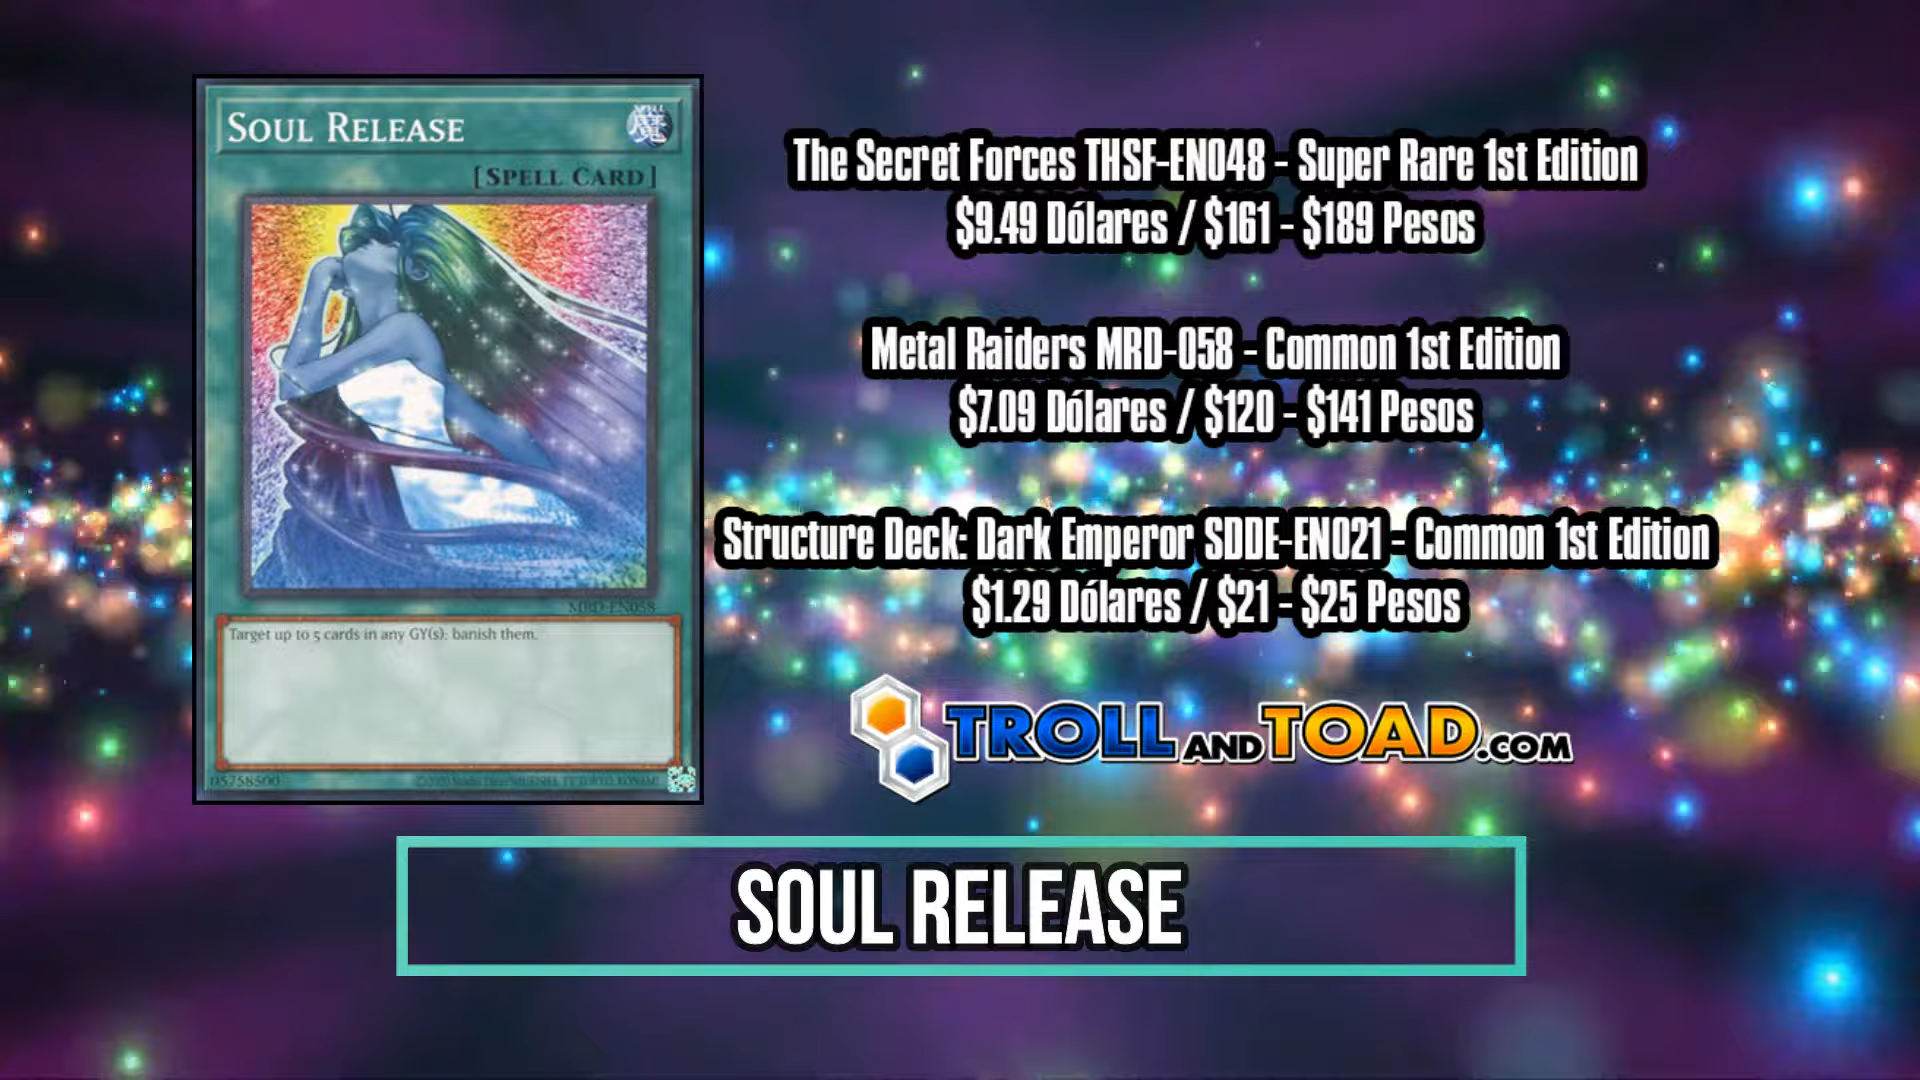 SOUL RELEASE
[SPELL CARD]
MRD-EN058
Target up to 5 cards in any GY(s): banish them.
05758500
The Secret Forces THSF-EN048 - Super Rare 1st Edition
$9.49 Dólares / $161 - $189 Pesos
Metal Raiders MRD-058 - Common 1st Edition
$7.09 Dólares / $120 - $141 Pesos
Structure Deck: Dark Emperor SDDE-EN021 - Common 1st Edition
$1.29 Dólares / $21 - $25 Pesos
TROLL AND TOAD.COM
SOUL RELEASE